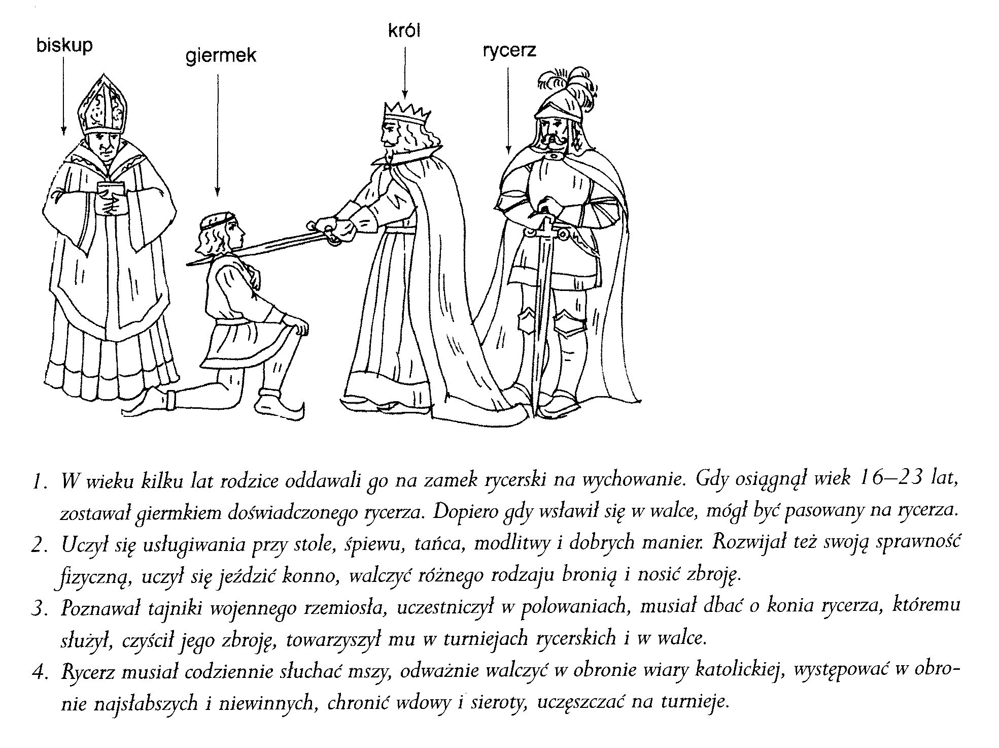 król
biskup
giermek
rycerz
1. W wieku kilku lat rodzice oddawali go na zamek rycerski na wychowanie. Gdy osiągnął wiek 16–23 lat,
zostawał giermkiem doświadczonego rycerza. Dopiero gdy wsławił się w walce, mógł być pasowany na rycerza.
2. Uczył się usługiwania przy stole, śpiewu, tańca, modlitwy i dobrych manier. Rozwijał też swoją sprawność
fizyczną, uczył się jeździć konno, walczyć różnego rodzaju bronią i nosić zbroję.
3. Poznawał tajniki wojennego rzemiosła, uczestniczył w polowaniach, musiał dbać o konia rycerza, któremu
służył, czyścił jego zbroję, towarzyszył mu w turniejach rycerskich i w walce.
4. Rycerz musiał codziennie słuchać mszy, odważnie walczyć w obronie wiary katolickiej, występować w obro-
nie najsłabszych i niewinnych, chronić wdowy i sieroty, uczęszczać na turnieje.